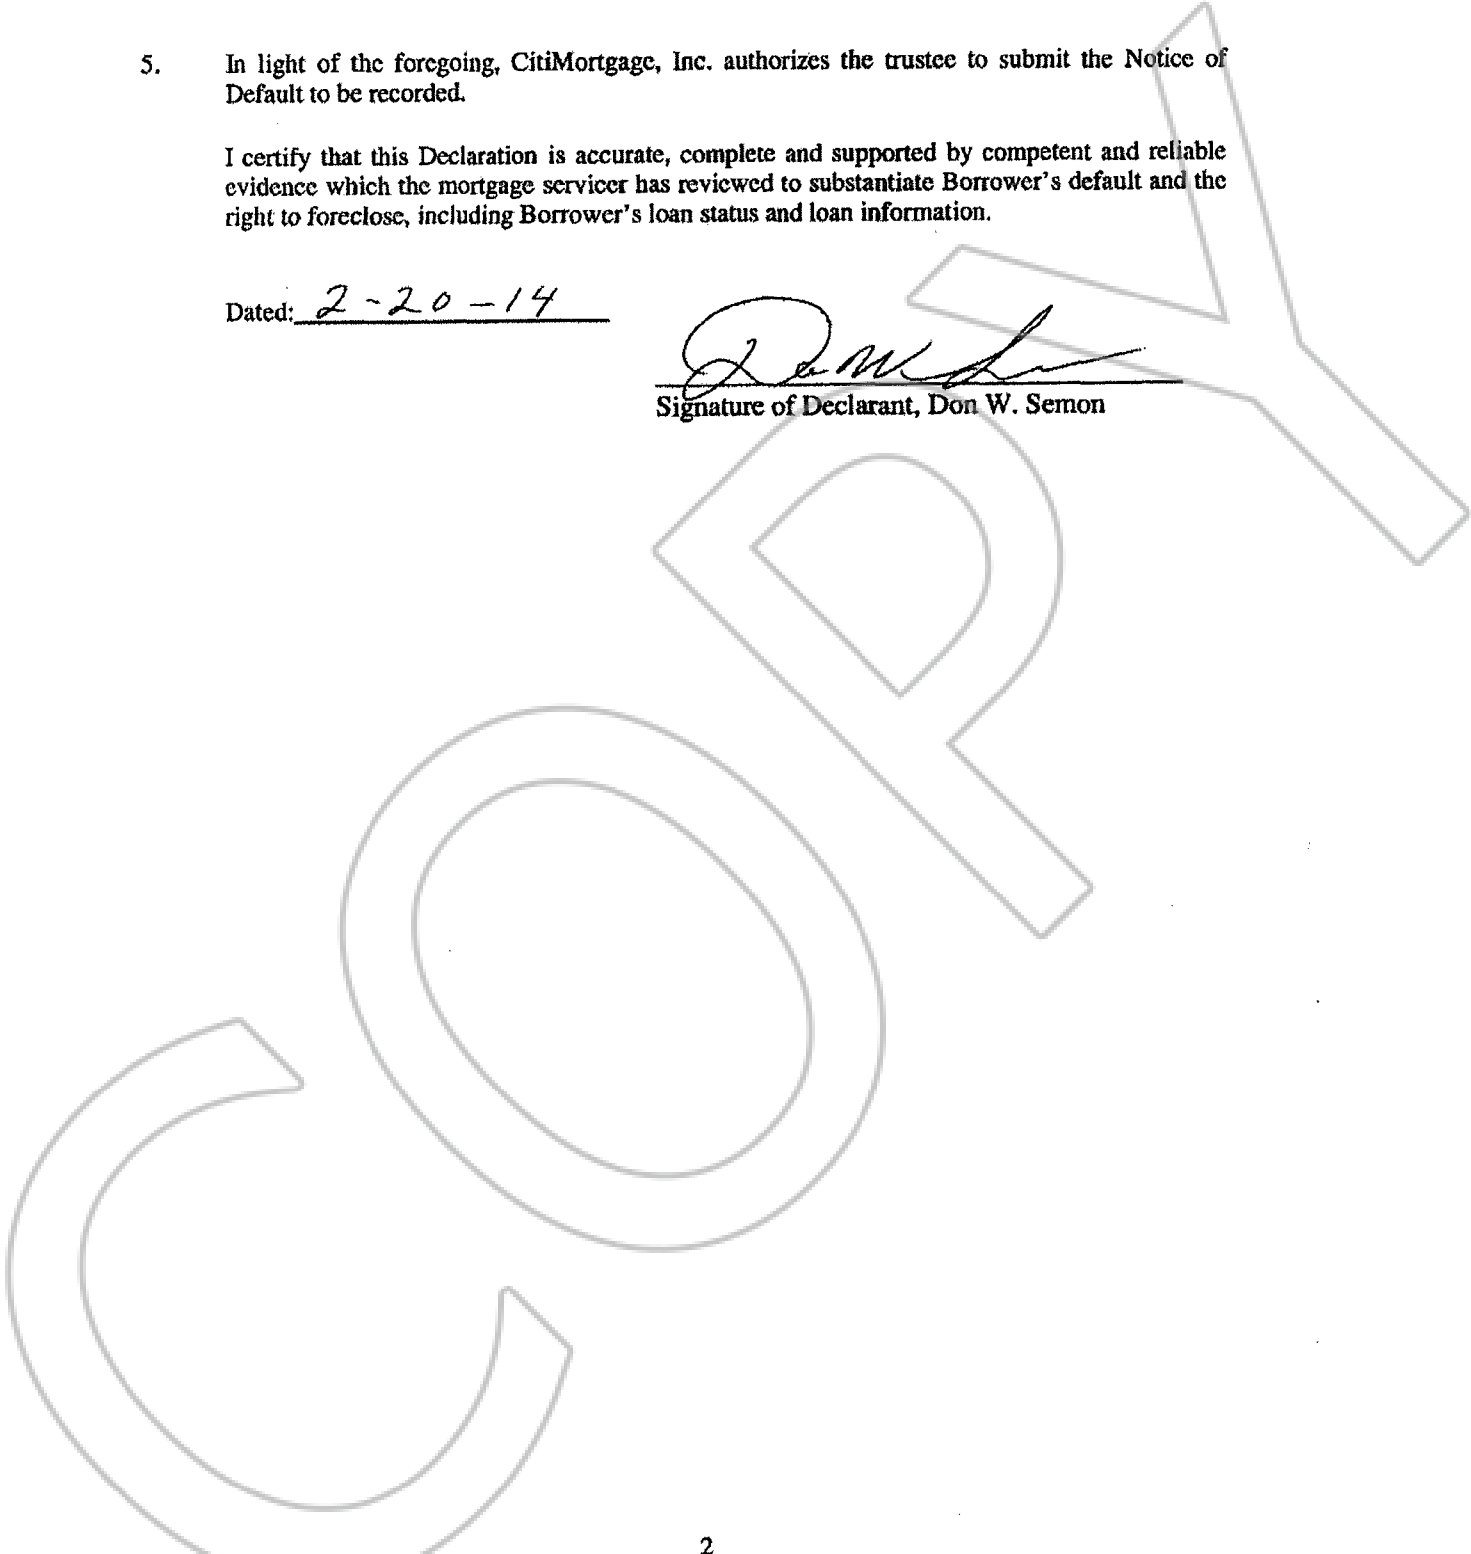 5. In light of the foregoing, CitiMortgage, Inc. authorizes the trustee to submit the Notice of
Default to be recorded.
I certify that this Declaration is accurate, complete and supported by competent and reliable
evidence which the mortgage servicer has reviewed to substantiate Borrower's default and the
right to foreclose, including Borrower's loan status and loan information.
Dated: 2-20-14
Signature of Declarant, Don W. Semon
COPY
2